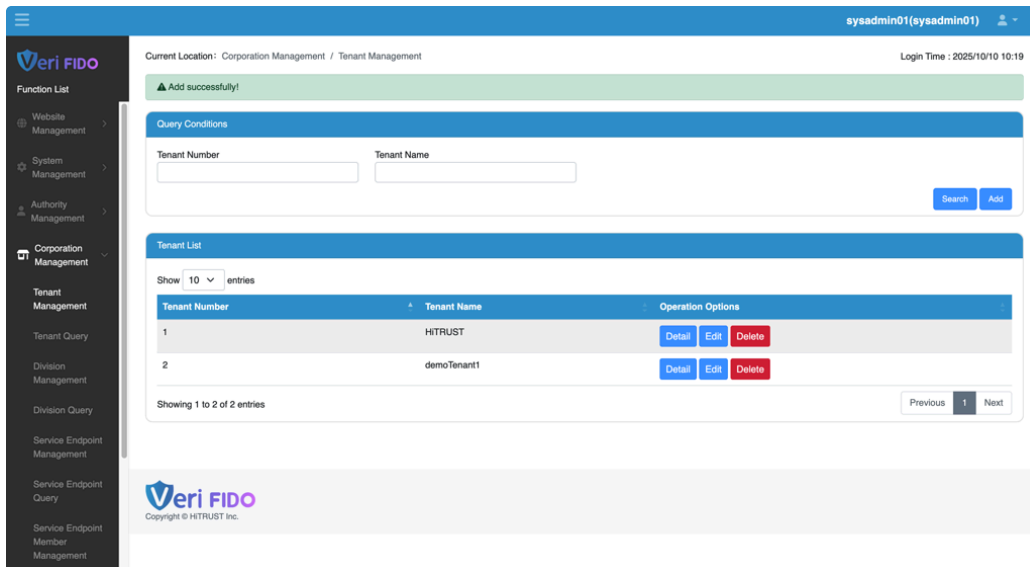 sysadmin01(sysadmin01)
Veri FIDO
Function List
Website
Management
System
Management
Authority
Management
Corporation
Management
Tenant
Management
Tenant Query
Division
Management
Division Query
Service Endpoint
Management
Service Endpoint
Query
Service Endpoint
Member
Management
Current Location: Corporation Management / Tenant Management
Login Time : 2025/10/10 10:19
Add successfully!
Query Conditions
Tenant Number Tenant Name
Search Add
Tenant List
Show 10 entries
Tenant Number Tenant Name Operation Options
1 HiTRUST Detail Edit Delete
2 demoTenant1 Detail Edit Delete
Showing 1 to 2 of 2 entries
Previous 1 Next
Veri FIDO
Copyright © HiTRUST Inc.